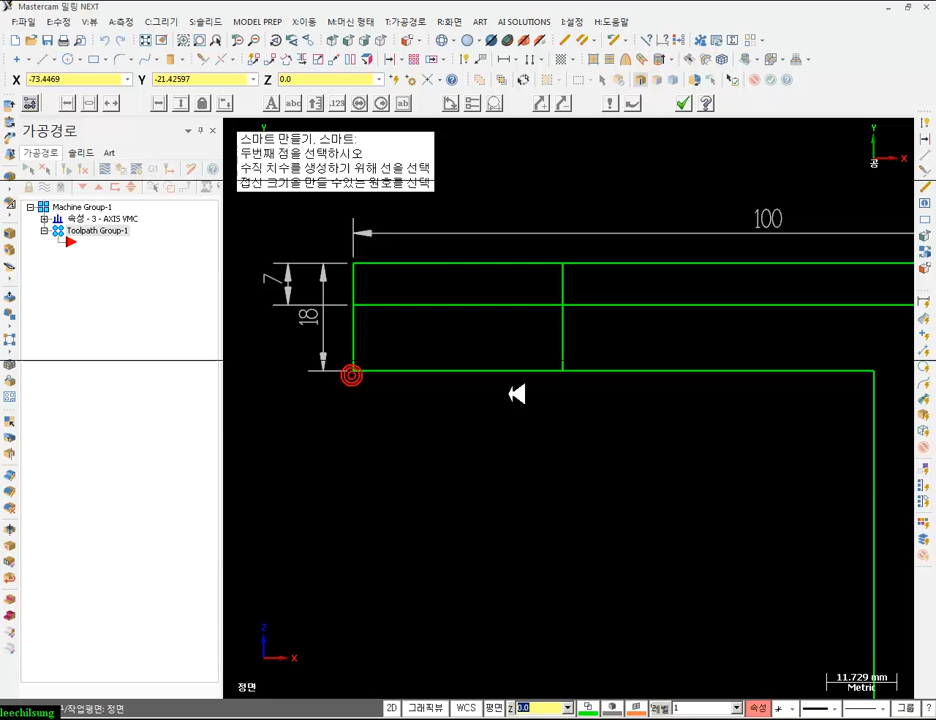 Mastercam 밀링 NEXT
F:파일 E:수정 V:뷰 A:측정 C:그리기 S:솔리드 MODEL PREP X:이동 M:머신 형태 T:가공경로 R:화면 ART AI SOLUTIONS I:설정 H:도움말
X -73.4469 Y -21.42597 Z 0.0
A abc .123 ab ! ?
가공경로
가공경로 솔리드 Art
G1
Machine Group-1
속성 - 3 - AXIS VMC
Toolpath Group-1
Y
스마트 만들기, 스마트:
두번째 점을 선택하시오
수직 치수를 생성하기 위해 선을 선택
접선 크기을 만들 수있는 원호를 선택
Y
X
공
100
7
18
Z
X
정면
11.729 mm
Metric
구/작업평면: 정면
leechilsung
2D 그래픽뷰 WCS 평면 Z 0.0 레벨 1 속성 그룹 ?